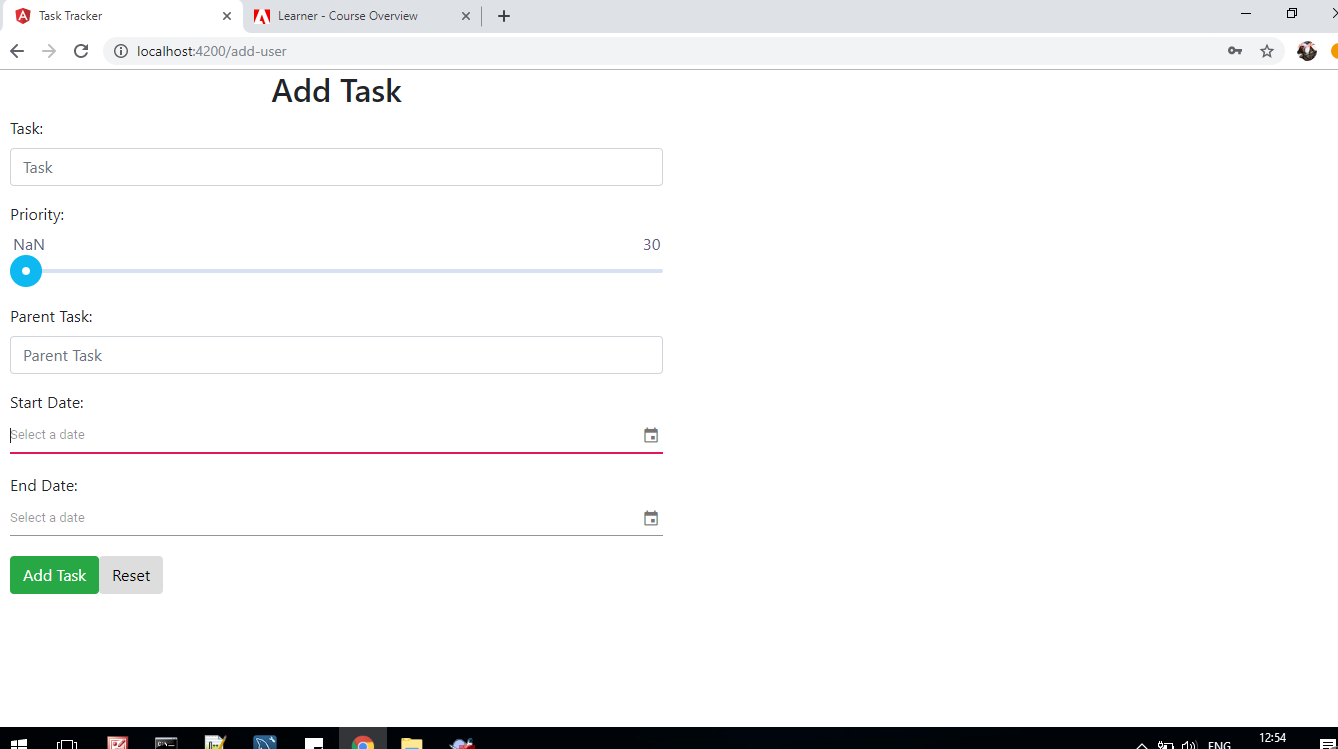 Task Tracker
Learner - Course Overview
localhost:4200/add-user
Add Task
Task:
Task
Priority:
NaN 30
Parent Task:
Parent Task
Start Date:
Select a date
End Date:
Select a date
Add Task Reset
12:54
ENG